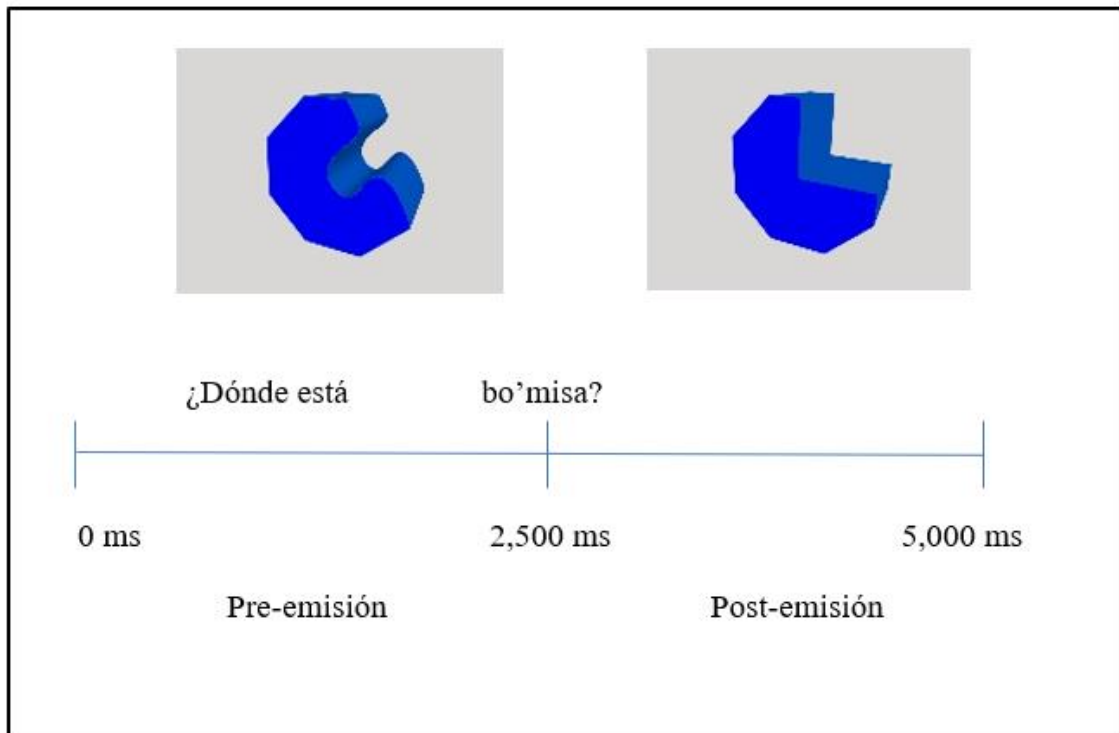 ¿Dónde está bo’misa?
0 ms 2,500 ms 5,000 ms
Pre-emisión Post-emisión